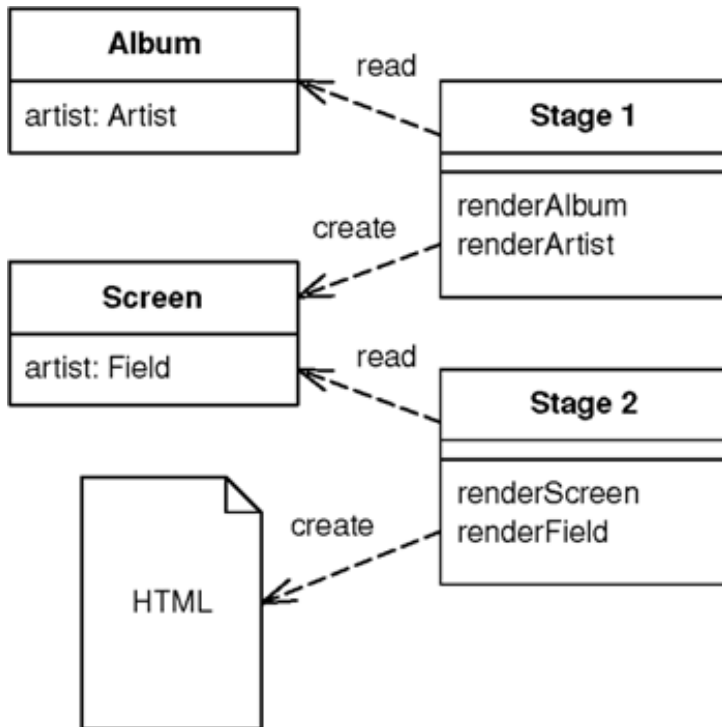 Album
artist: Artist
read
Stage 1
renderAlbum
renderArtist
create
Screen
artist: Field
read
Stage 2
renderScreen
renderField
create
HTML